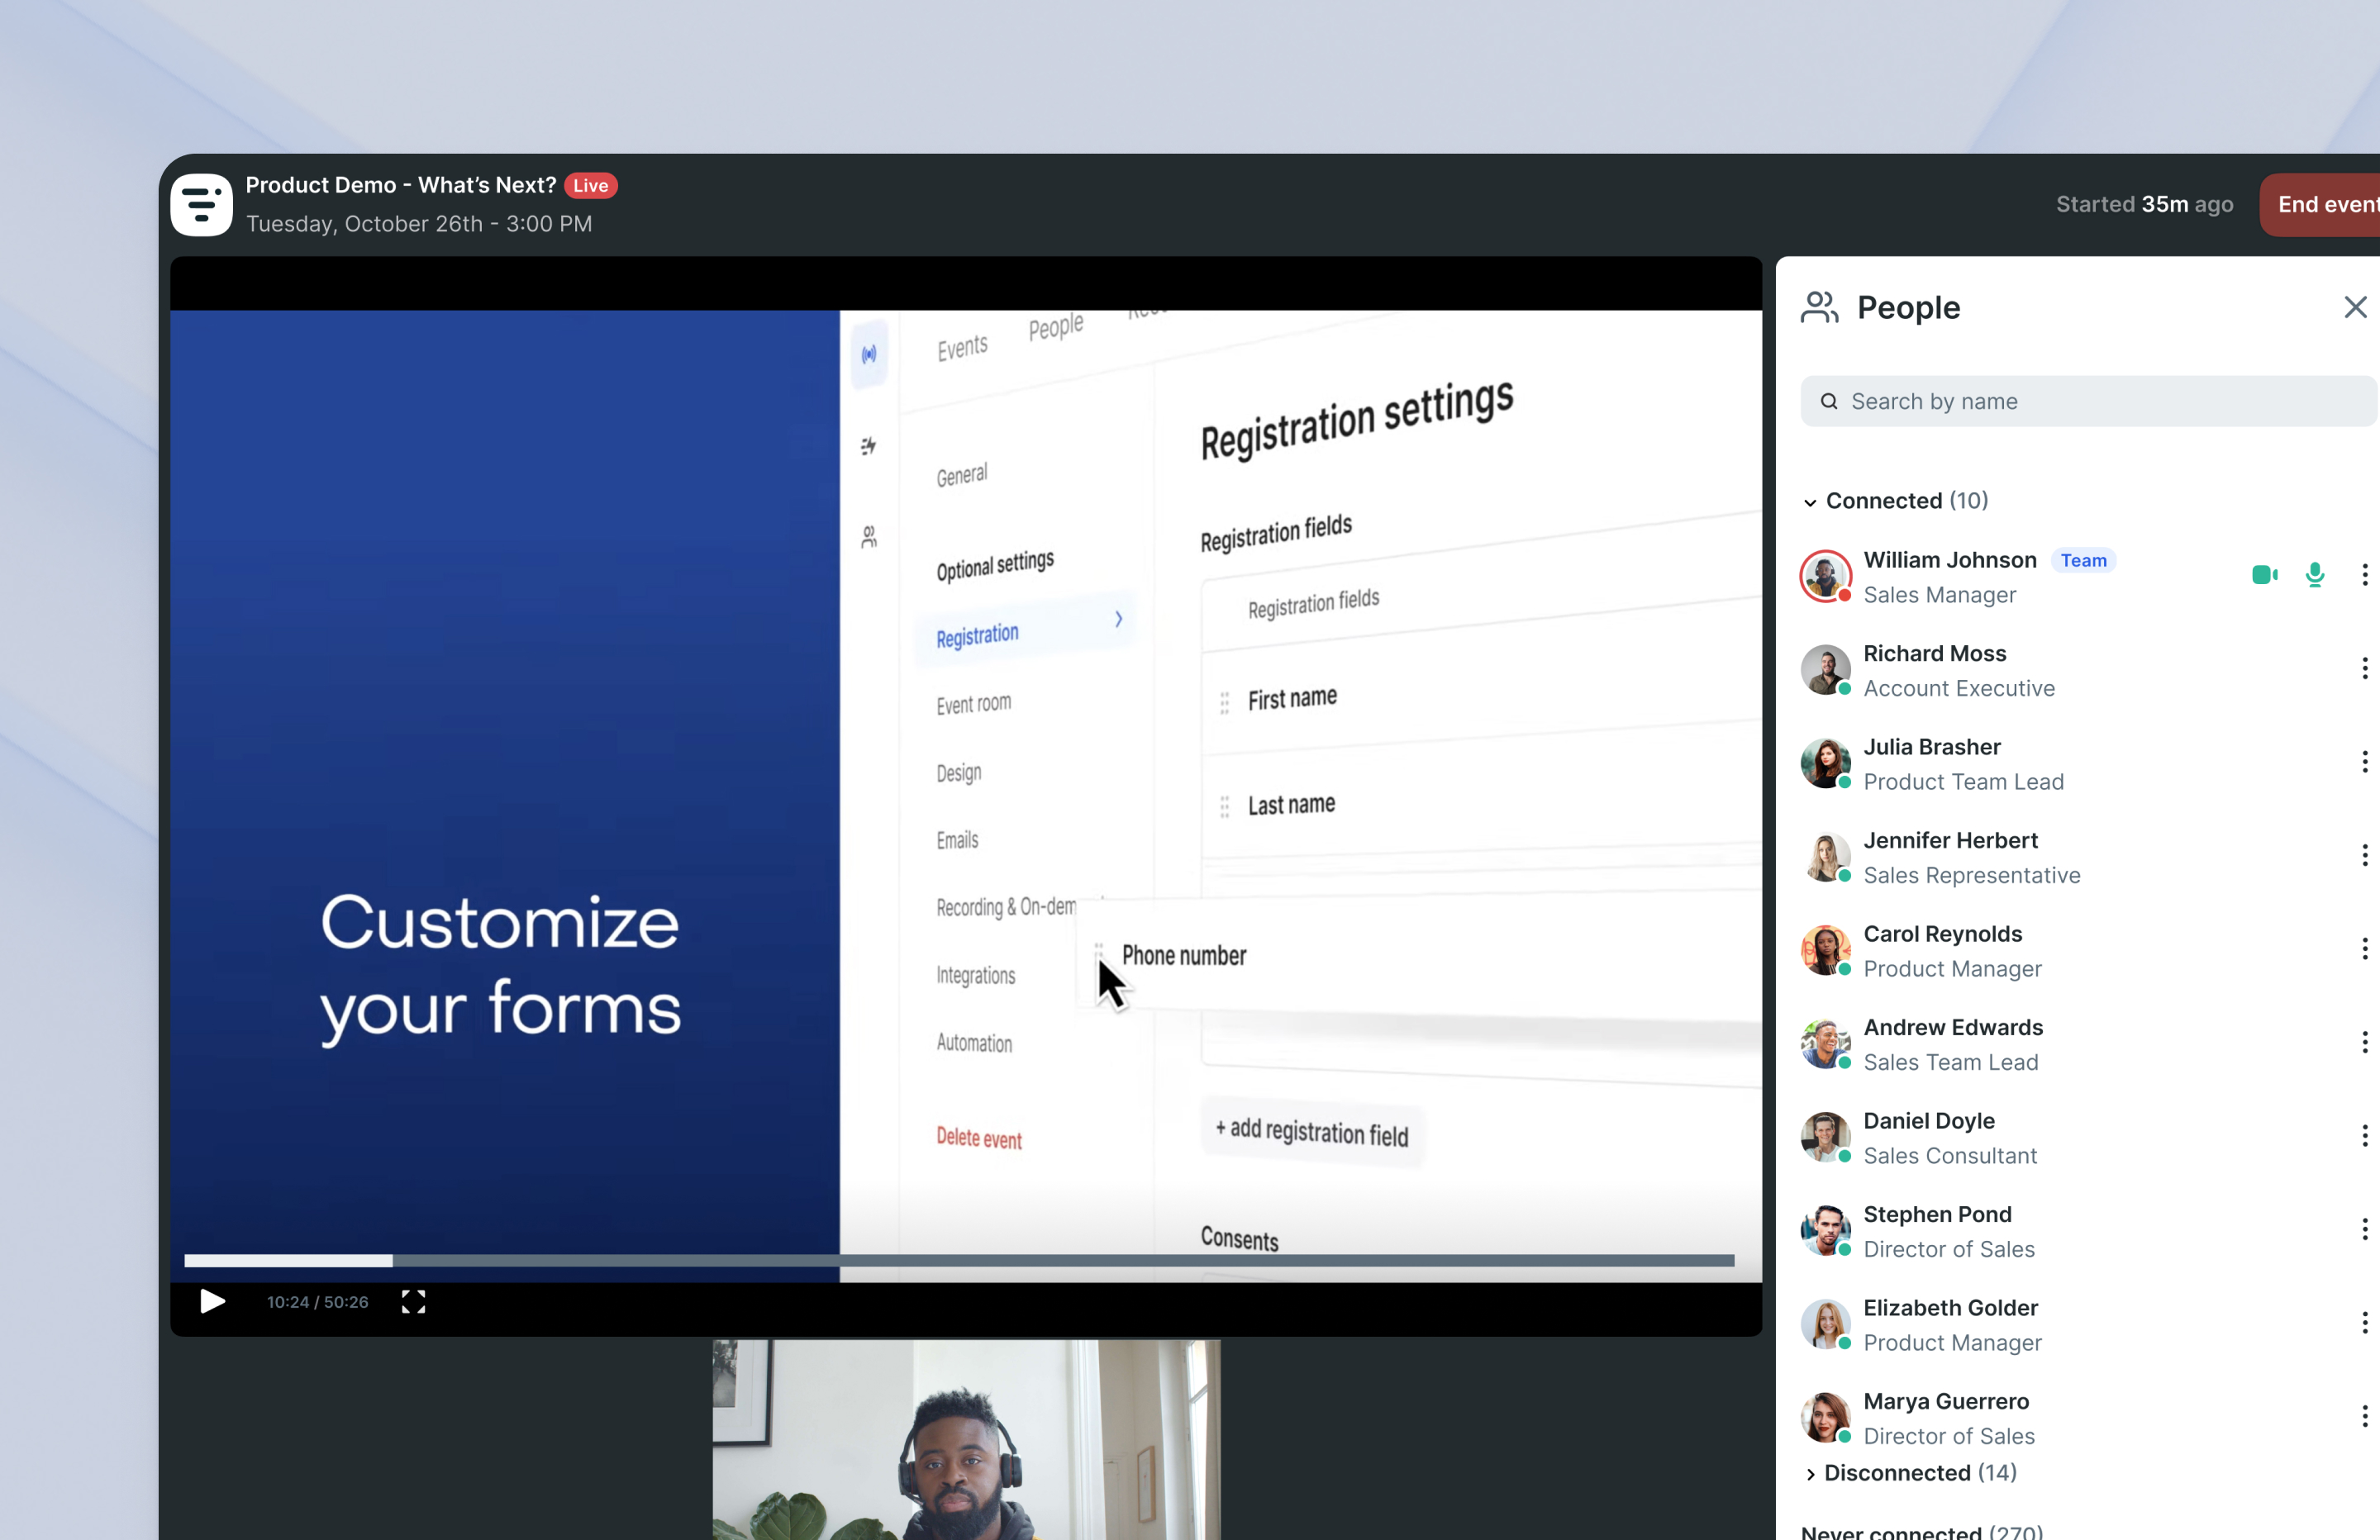 Product Demo - What’s Next? Live
Tuesday, October 26th - 3:00 PM
Started 35m ago
End event
Events
People
General
Optional settings
Registration
Event room
Design
Emails
Recording & On-dem
Integrations
Automation
Delete event
Registration settings
Registration fields
Registration fields
First name
Last name
Phone number
+ add registration field
Consents
Customize
your forms
10:24 / 50:26
People
Search by name
Connected (10)
William Johnson Team
Sales Manager
Richard Moss
Account Executive
Julia Brasher
Product Team Lead
Jennifer Herbert
Sales Representative
Carol Reynolds
Product Manager
Andrew Edwards
Sales Team Lead
Daniel Doyle
Sales Consultant
Stephen Pond
Director of Sales
Elizabeth Golder
Product Manager
Marya Guerrero
Director of Sales
Disconnected (14)
Never connected (270)